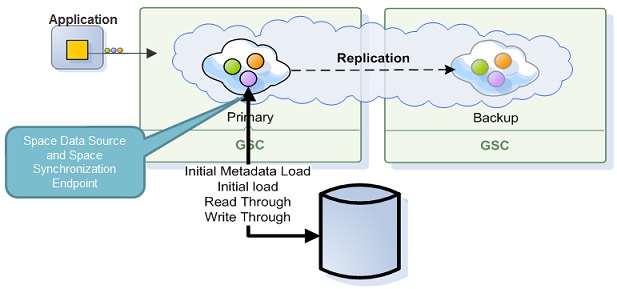 Application
Replication
Primary
Backup
GSC
GSC
Space Data Source
and Space
Synchronization
Endpoint
Initial Metadata Load
Initial load
Read Through
Write Through